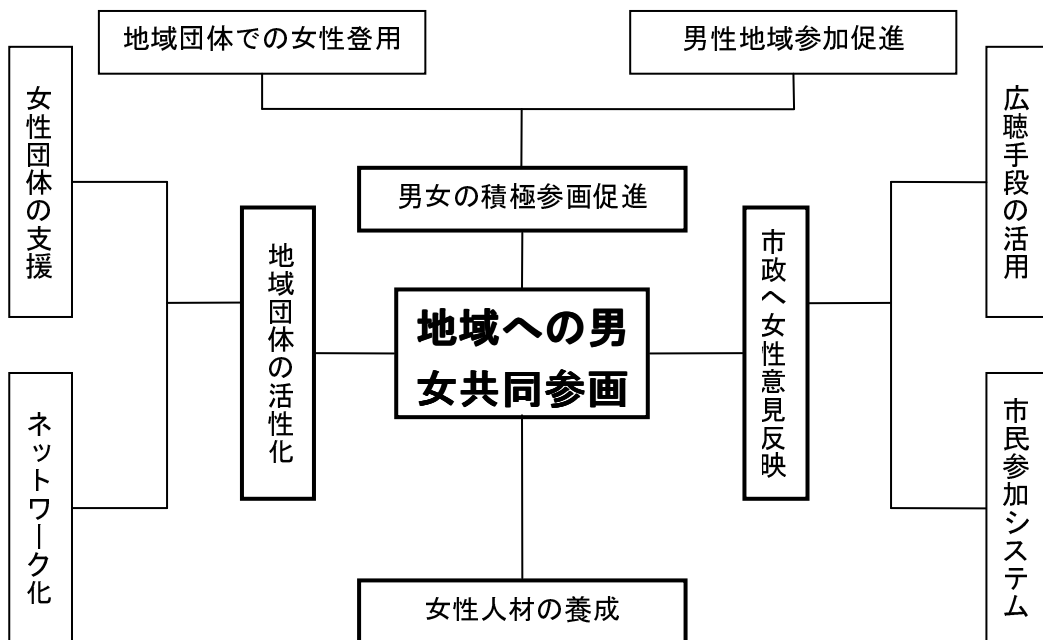 地域団体での女性登用
男性地域参加促進
女性団体の支援
広聴手段の活用
男女の積極参画促進
地域団体の活性化
市政へ女性意見反映
地域への男
女共同参画
ネットワーク化
市民参加システム
女性人材の養成